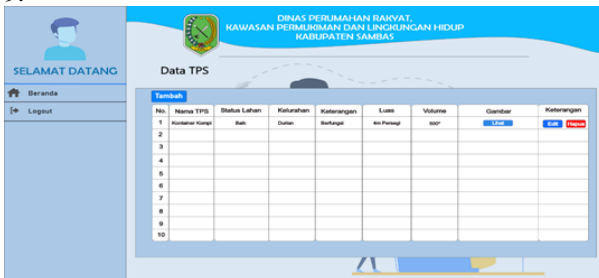 DINAS PERUMAHAN RAKYAT,
KAWASAN PERMUKIMAN DAN LINGKUNGAN HIDUP
KABUPATEN SAMBAS
SELAMAT DATANG
Beranda
Logout
Data TPS
Tambah
No. Nama TPS Status Lahan Kelurahan Keterangan Luas Volume Gambar Keterangan
1 Kontainer Kompi Baik Durian Berfungsi 4m Persegi 800° Lihat Edit Hapus
2
3
4
5
6
7
8
9
10